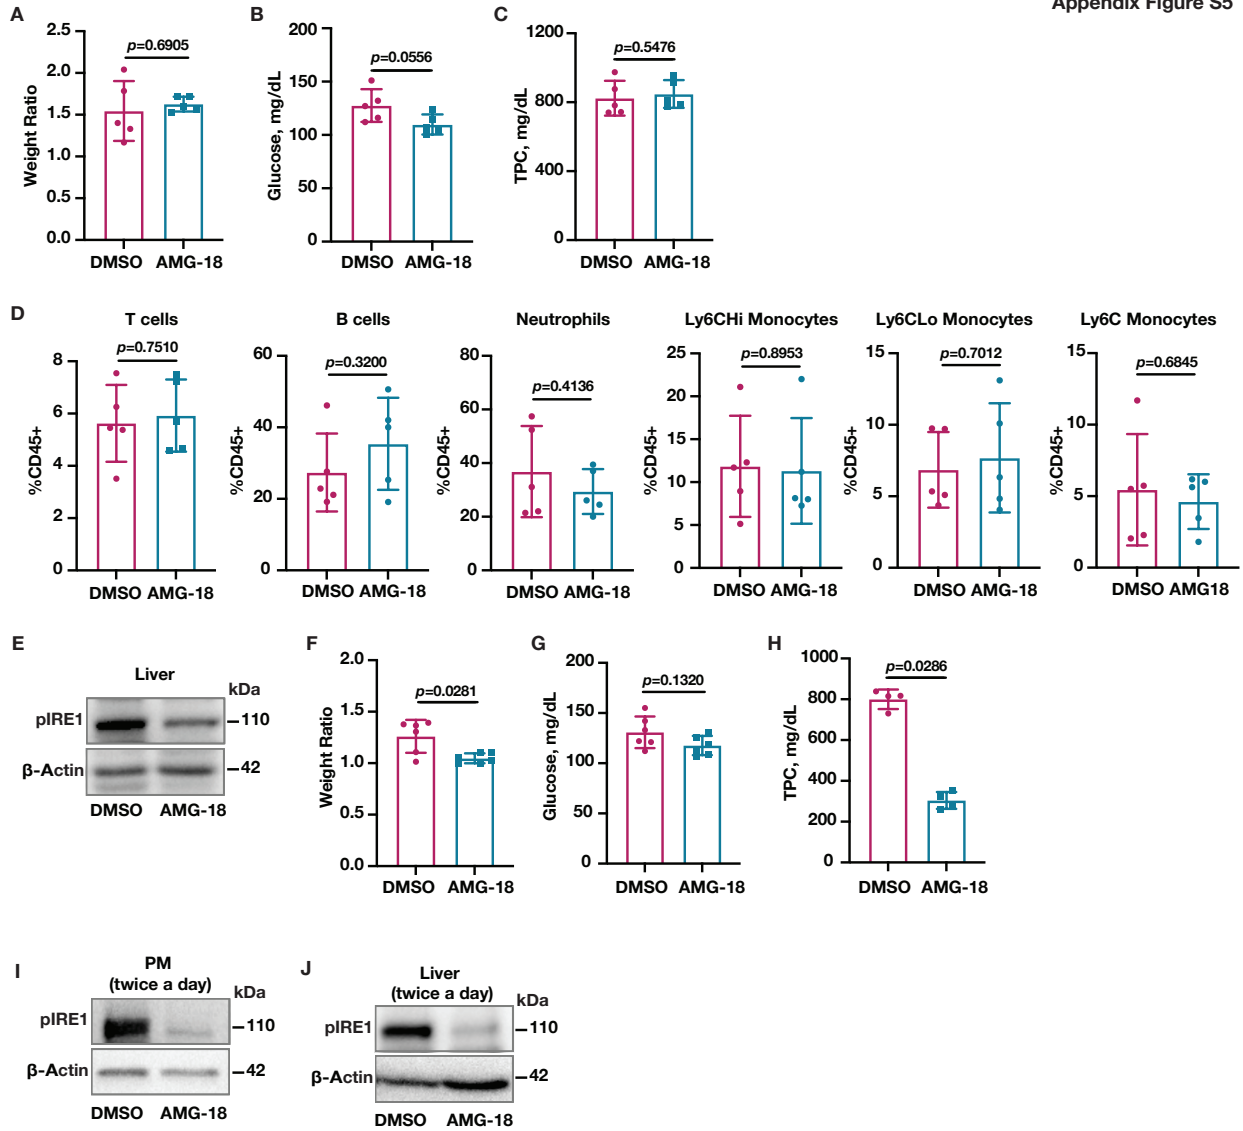 Appendix Figure S5
A
2.5
2.0
1.5
1.0
0.5
0.0
Weight Ratio
p=0.6905
DMSO AMG-18
B
200
150
100
50
0
Glucose, mg/dL
p=0.0556
DMSO AMG-18
C
1200
800
400
0
TPC, mg/dL
p=0.5476
DMSO AMG-18
D
T cells
8
6
4
2
0
%CD45+
p=0.7510
DMSO AMG-18
B cells
60
40
20
0
%CD45+
p=0.3200
DMSO AMG-18
Neutrophils
80
60
40
20
0
%CD45+
p=0.4136
DMSO AMG-18
Ly6CHi Monocytes
25
20
15
10
5
0
%CD45+
p=0.8953
DMSO AMG-18
Ly6CLo Monocytes
15
10
5
0
%CD45+
p=0.7012
DMSO AMG-18
Ly6C Monocytes
15
10
5
0
%CD45+
p=0.6845
DMSO AMG18
E
Liver
kDa
pIRE1
110
β-Actin
42
DMSO AMG-18
F
2.0
1.5
1.0
0.5
0.0
Weight Ratio
p=0.0281
DMSO AMG-18
G
200
150
100
50
0
Glucose, mg/dL
p=0.1320
DMSO AMG-18
H
1000
800
600
400
200
0
TPC, mg/dL
p=0.0286
DMSO AMG-18
I
PM
(twice a day)
kDa
pIRE1
110
β-Actin
42
DMSO AMG-18
J
Liver
(twice a day)
kDa
pIRE1
110
β-Actin
42
DMSO AMG-18